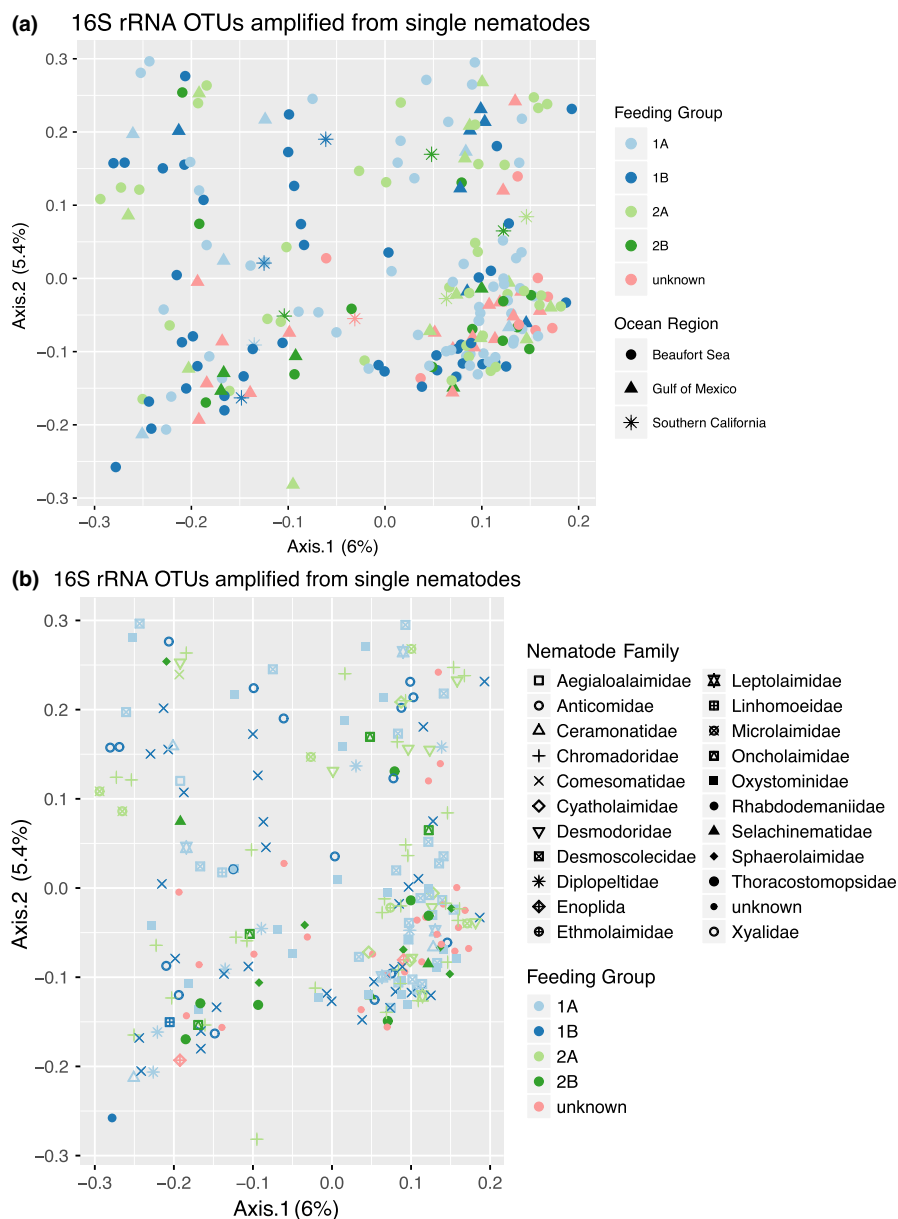 (a) 16S rRNA OTUs amplified from single nematodes
0.3
0.2
0.1
0.0
−0.1
−0.2
−0.3
Axis.2 (5.4%)
−0.3 −0.2 −0.1 0.0 0.1 0.2
Axis.1 (6%)
Feeding Group
1A
1B
2A
2B
unknown
Ocean Region
Beaufort Sea
Gulf of Mexico
Southern California
(b) 16S rRNA OTUs amplified from single nematodes
0.3
0.2
0.1
0.0
−0.1
−0.2
−0.3
Axis.2 (5.4%)
−0.3 −0.2 −0.1 0.0 0.1 0.2
Axis.1 (6%)
Nematode Family
Aegialoalaimidae
Anticomidae
Ceramonatidae
Chromadoridae
Comesomatidae
Cyatholaimidae
Desmodoridae
Desmoscolecidae
Diplopeltidae
Enoplida
Ethmolaimidae
Leptolaimidae
Linhomoeidae
Microlaimidae
Oncholaimidae
Oxystominidae
Rhabdodemaniidae
Selachinematidae
Sphaerolaimidae
Thoracostomopsidae
unknown
Xyalidae
Feeding Group
1A
1B
2A
2B
unknown